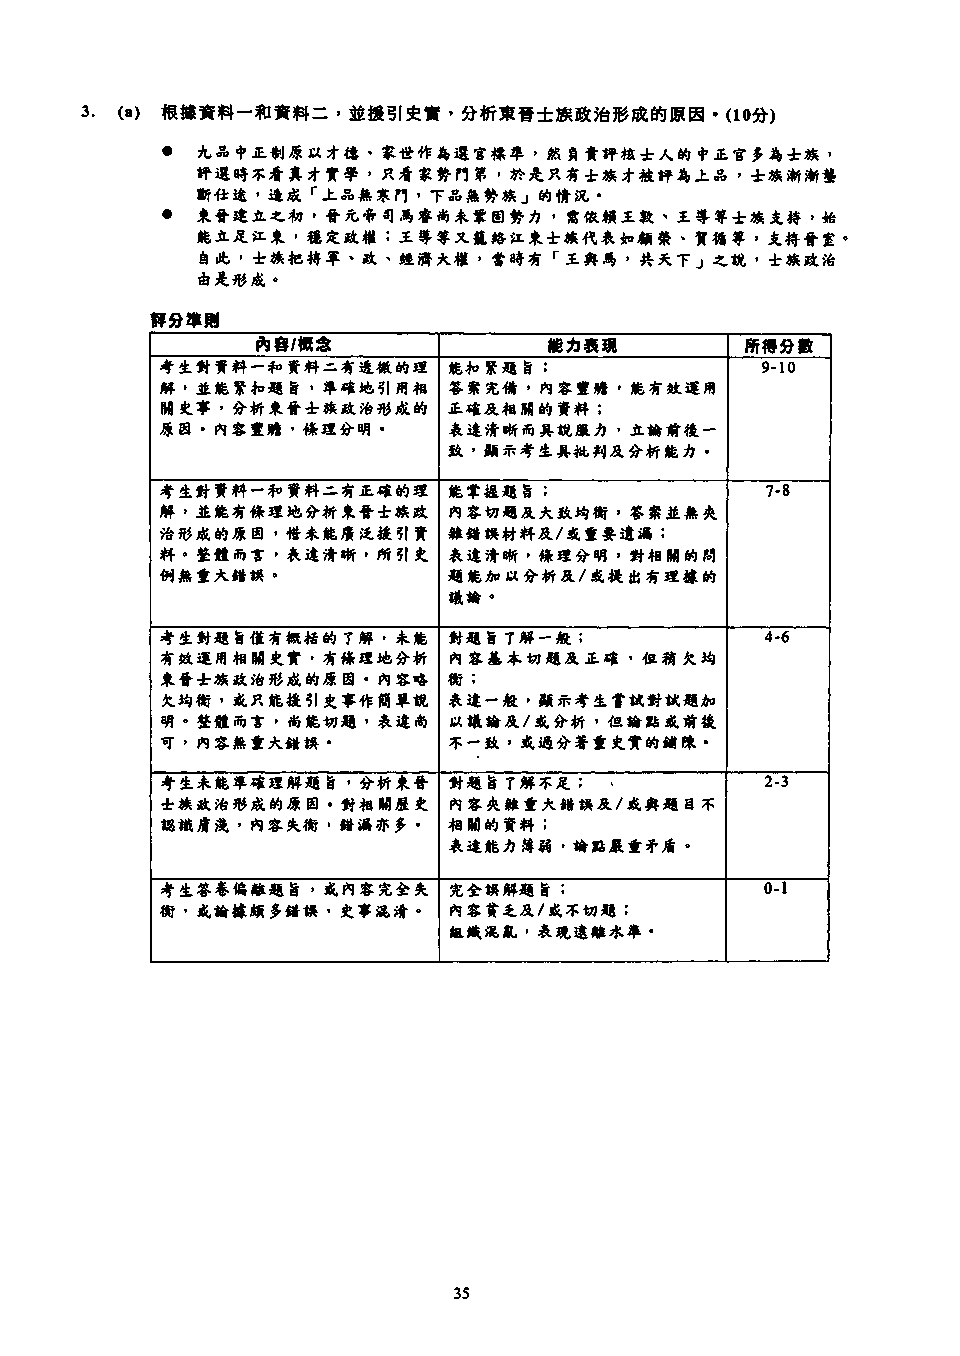 3. (a) 根據資料一和資料二，並援引史實，分析東晉士族政治形成的原因。(10分)
● 九品中正制原以才德、家世作為選官標準，然負責評核士人的中正官多為士族，
評選時不看真才實學，只看家勢門第，於是只有士族才被評為上品，士族漸漸壟
斷仕途，造成「上品無寒門，下品無勢族」的情況。
● 東晉建立之初，晉元帝司馬睿尚未鞏固勢力，需依賴王敦、王導等士族支持，始
能立足江東，穩定政權；王導等又籠絡江東士族代表如顧榮、賀循等，支持晉室。
自此，士族把持軍、政、經濟大權，當時有「王與馬，共天下」之說，士族政治
由是形成。
評分準則
內容/概念 能力表現 所得分數
考生對資料一和資料二有透徹的理
解，並能緊扣題旨，準確地引用相
關史事，分析東晉士族政治形成的
原因。內容豐贍，條理分明。
能扣緊題旨；
答案完備，內容豐贍，能有效運用
正確及相關的資料；
表達清晰而具說服力，立論前後一
致，顯示考生具批判及分析能力。
9-10
考生對資料一和資料二有正確的理
解，並能有條理地分析東晉士族政
治形成的原因，惜未能廣泛援引資
料。整體而言，表達清晰，所引史
例無重大錯誤。
能掌握題旨；
內容切題及大致均衡，答案並無夾
雜錯誤材料及/或重要遺漏；
表達清晰，條理分明，對相關的問
題能加以分析及/或提出有理據的
議論。
7-8
考生對題旨僅有概括的了解，未能
有效運用相關史實，有條理地分析
東晉士族政治形成的原因。內容略
欠均衡，或只能援引史事作簡單說
明。整體而言，尚能切題，表達尚
可，內容無重大錯誤。
對題旨了解一般；
內容基本切題及正確，但稍欠均
衡；
表達一般，顯示考生嘗試對試題加
以議論及/或分析，但論點或前後
不一致，或過分著重史實的鋪陳。
4-6
考生未能準確理解題旨，分析東晉
士族政治形成的原因。對相關歷史
認識膚淺，內容失衡，錯漏亦多。
對題旨了解不足；
內容夾雜重大錯誤及/或與題目不
相關的資料；
表達能力薄弱，論點嚴重矛盾。
2-3
考生答卷偏離題旨，或內容完全失
衡，或論據頗多錯誤，史事混淆。
完全誤解題旨；
內容貧乏及/或不切題；
組織混亂，表現遠離水準。
0-1
35